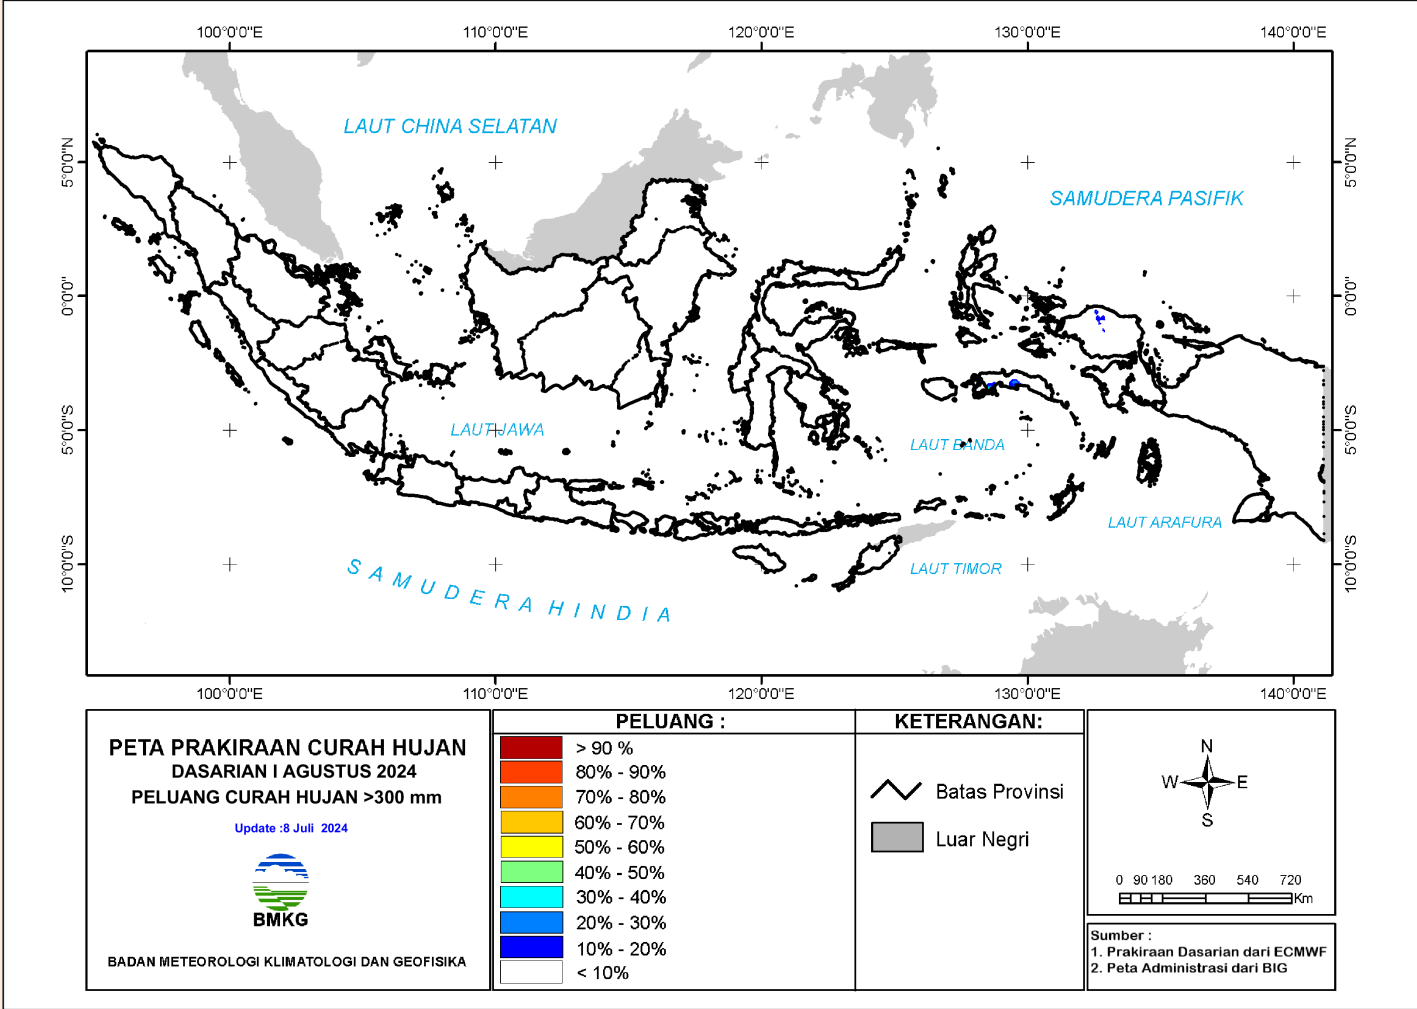 100°0'0"E 110°0'0"E 120°0'0"E 130°0'0"E 140°0'0"E
5°0'0"N 5°0'0"N
0°0'0" 0°0'0"
5°0'0"S 5°0'0"S
10°0'0"S 10°0'0"S
LAUT CHINA SELATAN
SAMUDERA PASIFIK
LAUT JAWA
LAUT BANDA
LAUT ARAFURA
LAUT TIMOR
SAMUDERA HINDIA
100°0'0"E 110°0'0"E 120°0'0"E 130°0'0"E 140°0'0"E
PETA PRAKIRAAN CURAH HUJAN
DASARIAN I AGUSTUS 2024
PELUANG CURAH HUJAN >300 mm
Update :8 Juli 2024
BMKG
BADAN METEOROLOGI KLIMATOLOGI DAN GEOFISIKA
PELUANG :
> 90 %
80% - 90%
70% - 80%
60% - 70%
50% - 60%
40% - 50%
30% - 40%
20% - 30%
10% - 20%
< 10%
KETERANGAN:
Batas Provinsi
Luar Negri
N
W E
S
0 90 180 360 540 720
Km
Sumber :
1. Prakiraan Dasarian dari ECMWF
2. Peta Administrasi dari BIG